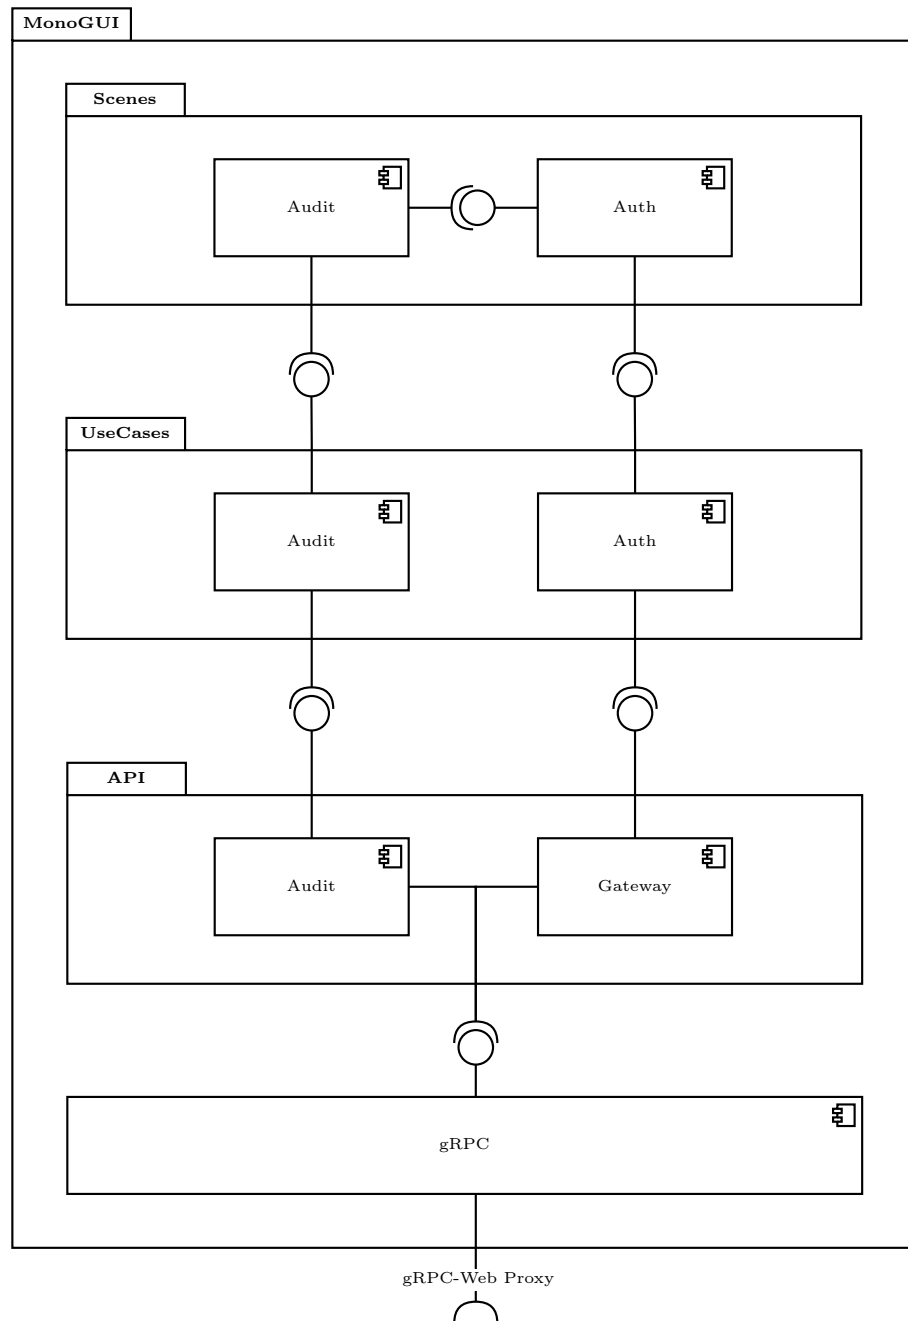 MonoGUI
Scenes
Audit
Auth
UseCases
Audit
Auth
API
Audit
Gateway
gRPC
gRPC-Web Proxy